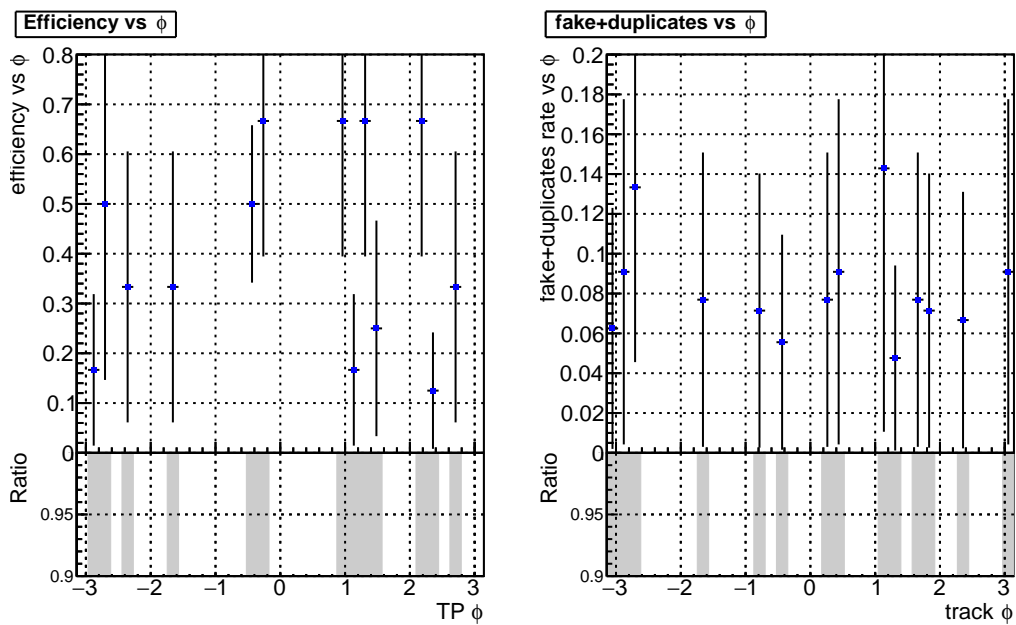 Efficiency vs ϕ
efficiency vs ϕ
0.8
0.7
0.6
0.5
0.4
0.3
0.2
0.1
0
Ratio
0.95
0.9
−3 −2 −1 0 1 2 3
TP ϕ
fake+duplicates vs ϕ
fake+duplicates rate vs ϕ
0.2
0.18
0.16
0.14
0.12
0.1
0.08
0.06
0.04
0.02
0
Ratio
0.95
0.9
−3 −2 −1 0 1 2 3
track ϕ